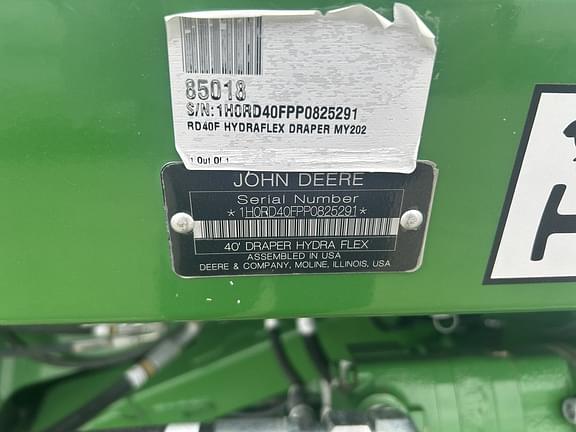 85018
S/N:1H0RD40FPP0825291
RD40F HYDRAFLEX DRAPER MY202
1 Out Of 1
JOHN DEERE
Serial Number
*1H0RD40FPP0825291*
40' DRAPER HYDRA FLEX
ASSEMBLED IN USA
DEERE & COMPANY, MOLINE, ILLINOIS, USA